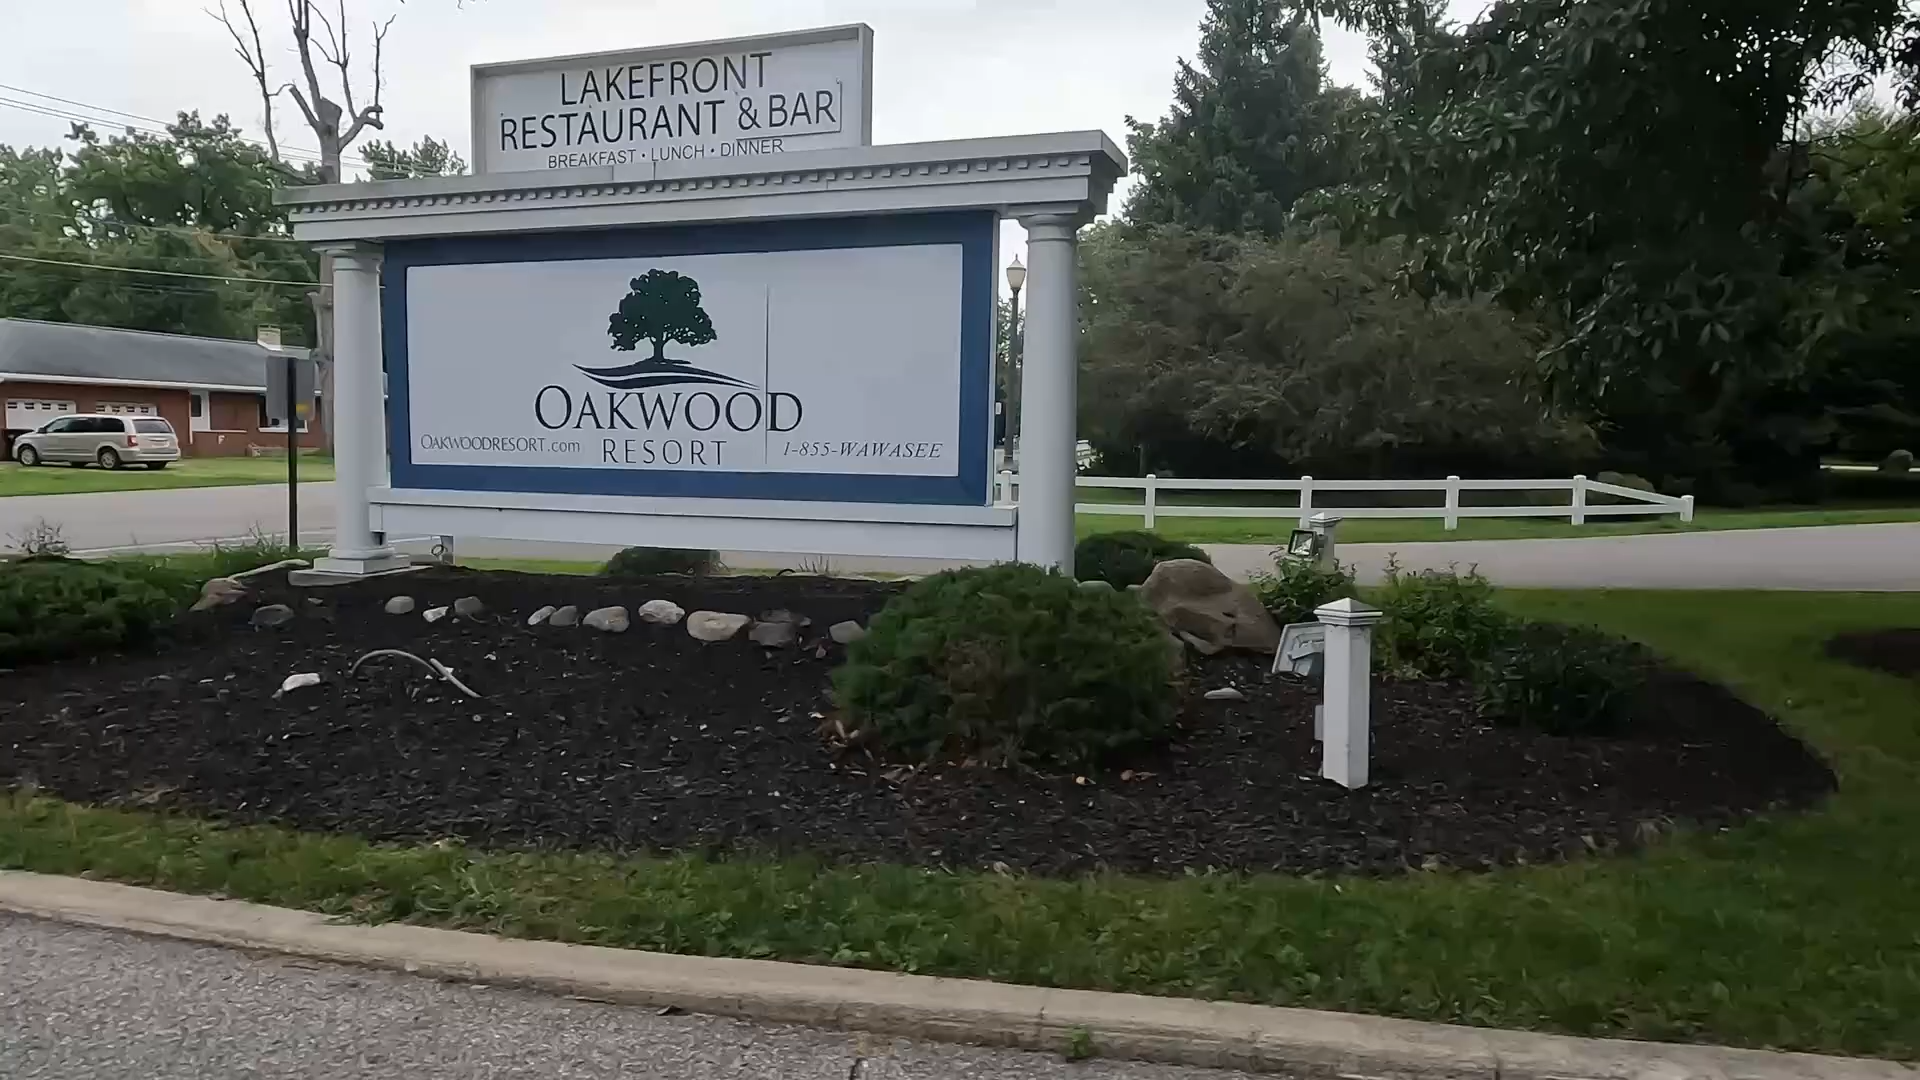 LAKEFRONT
RESTAURANT & BAR
BREAKFAST • LUNCH • DINNER
OAKWOOD
RESORT
OAKWOODRESORT.com
1-855-WAWASEE